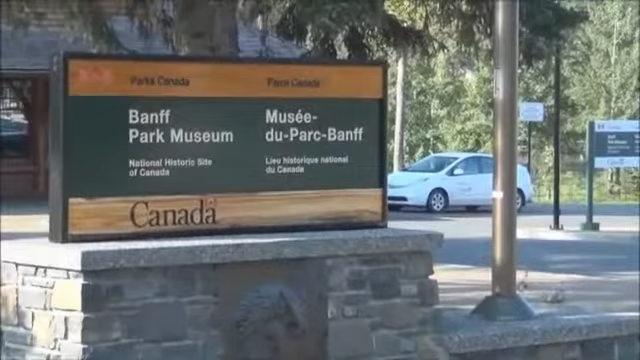 Parks Canada
Parcs Canada
Banff
Park Museum
National Historic Site
of Canada
Musée-
du-Parc-Banff
Lieu historique national
du Canada
Canada